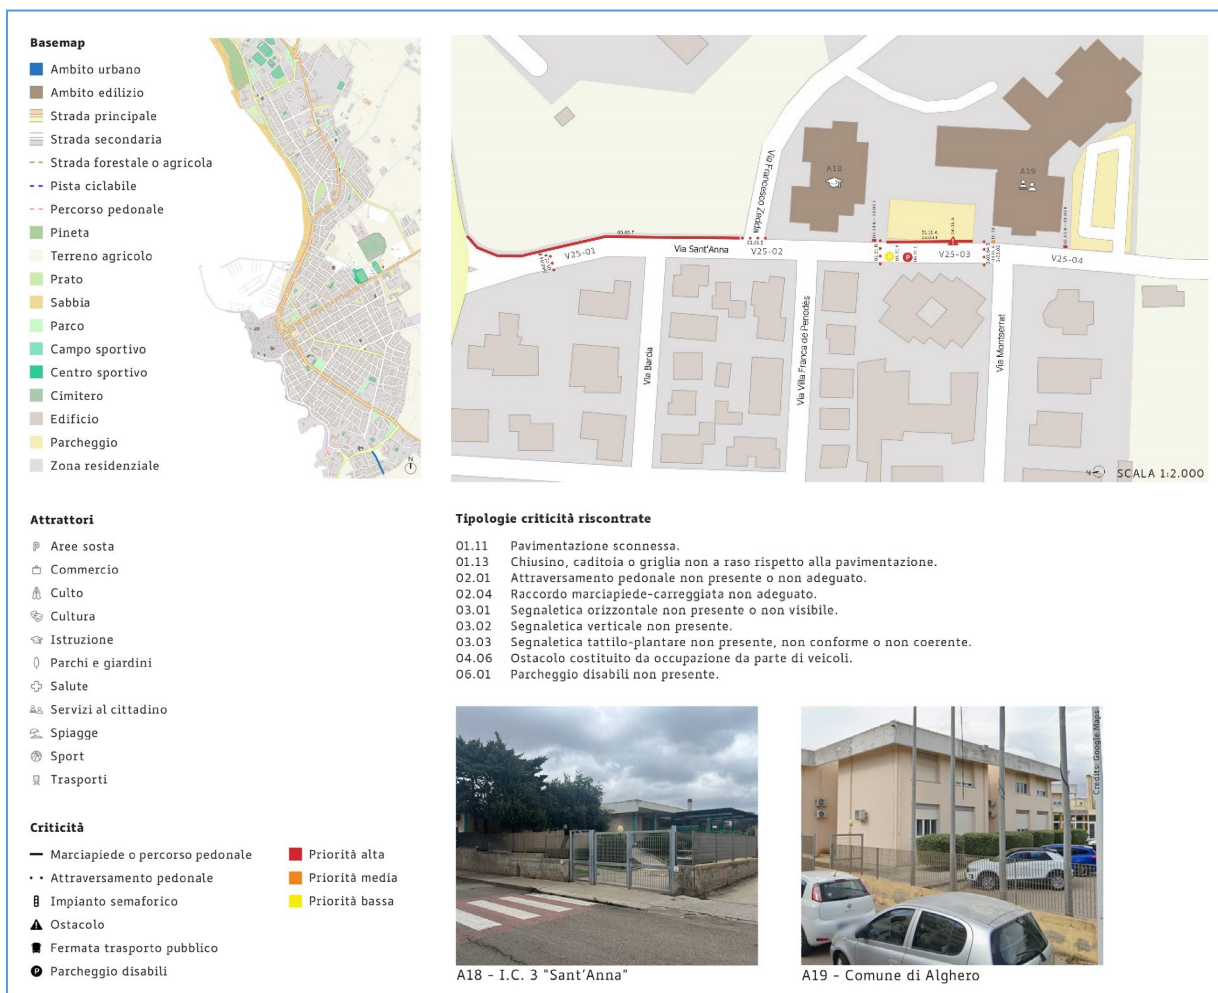 Basemap
Ambito urbano
Ambito edilizio
Strada principale
Strada secondaria
Strada forestale o agricola
Pista ciclabile
Percorso pedonale
Pineta
Terreno agricolo
Prato
Sabbia
Parco
Campo sportivo
Centro sportivo
Cimitero
Edificio
Parcheggio
Zona residenziale
N
Via Francesco Zedda
A18
A19
Via Sant'Anna
V25-01
V25-02
V25-03
V25-04
P
P
Via Barcia
Via Villa Franca de Penedès
Via Montserrat
SCALA 1:2.000
Attrattori
Aree sosta
Commercio
Culto
Cultura
Istruzione
Parchi e giardini
Salute
Servizi al cittadino
Spiagge
Sport
Trasporti
Criticità
Marciapiede o percorso pedonale
Attraversamento pedonale
Impianto semaforico
Ostacolo
Fermata trasporto pubblico
Parcheggio disabili
Priorità alta
Priorità media
Priorità bassa
Tipologie criticità riscontrate
01.11 Pavimentazione sconnessa.
01.13 Chiusino, caditoia o griglia non a raso rispetto alla pavimentazione.
02.01 Attraversamento pedonale non presente o non adeguato.
02.04 Raccordo marciapiede-carreggiata non adeguato.
03.01 Segnaletica orizzontale non presente o non visibile.
03.02 Segnaletica verticale non presente.
03.03 Segnaletica tattilo-plantare non presente, non conforme o non coerente.
04.06 Ostacolo costituito da occupazione da parte di veicoli.
06.01 Parcheggio disabili non presente.
Credits: Google Maps
A18 - I.C. 3 "Sant'Anna"
A19 - Comune di Alghero